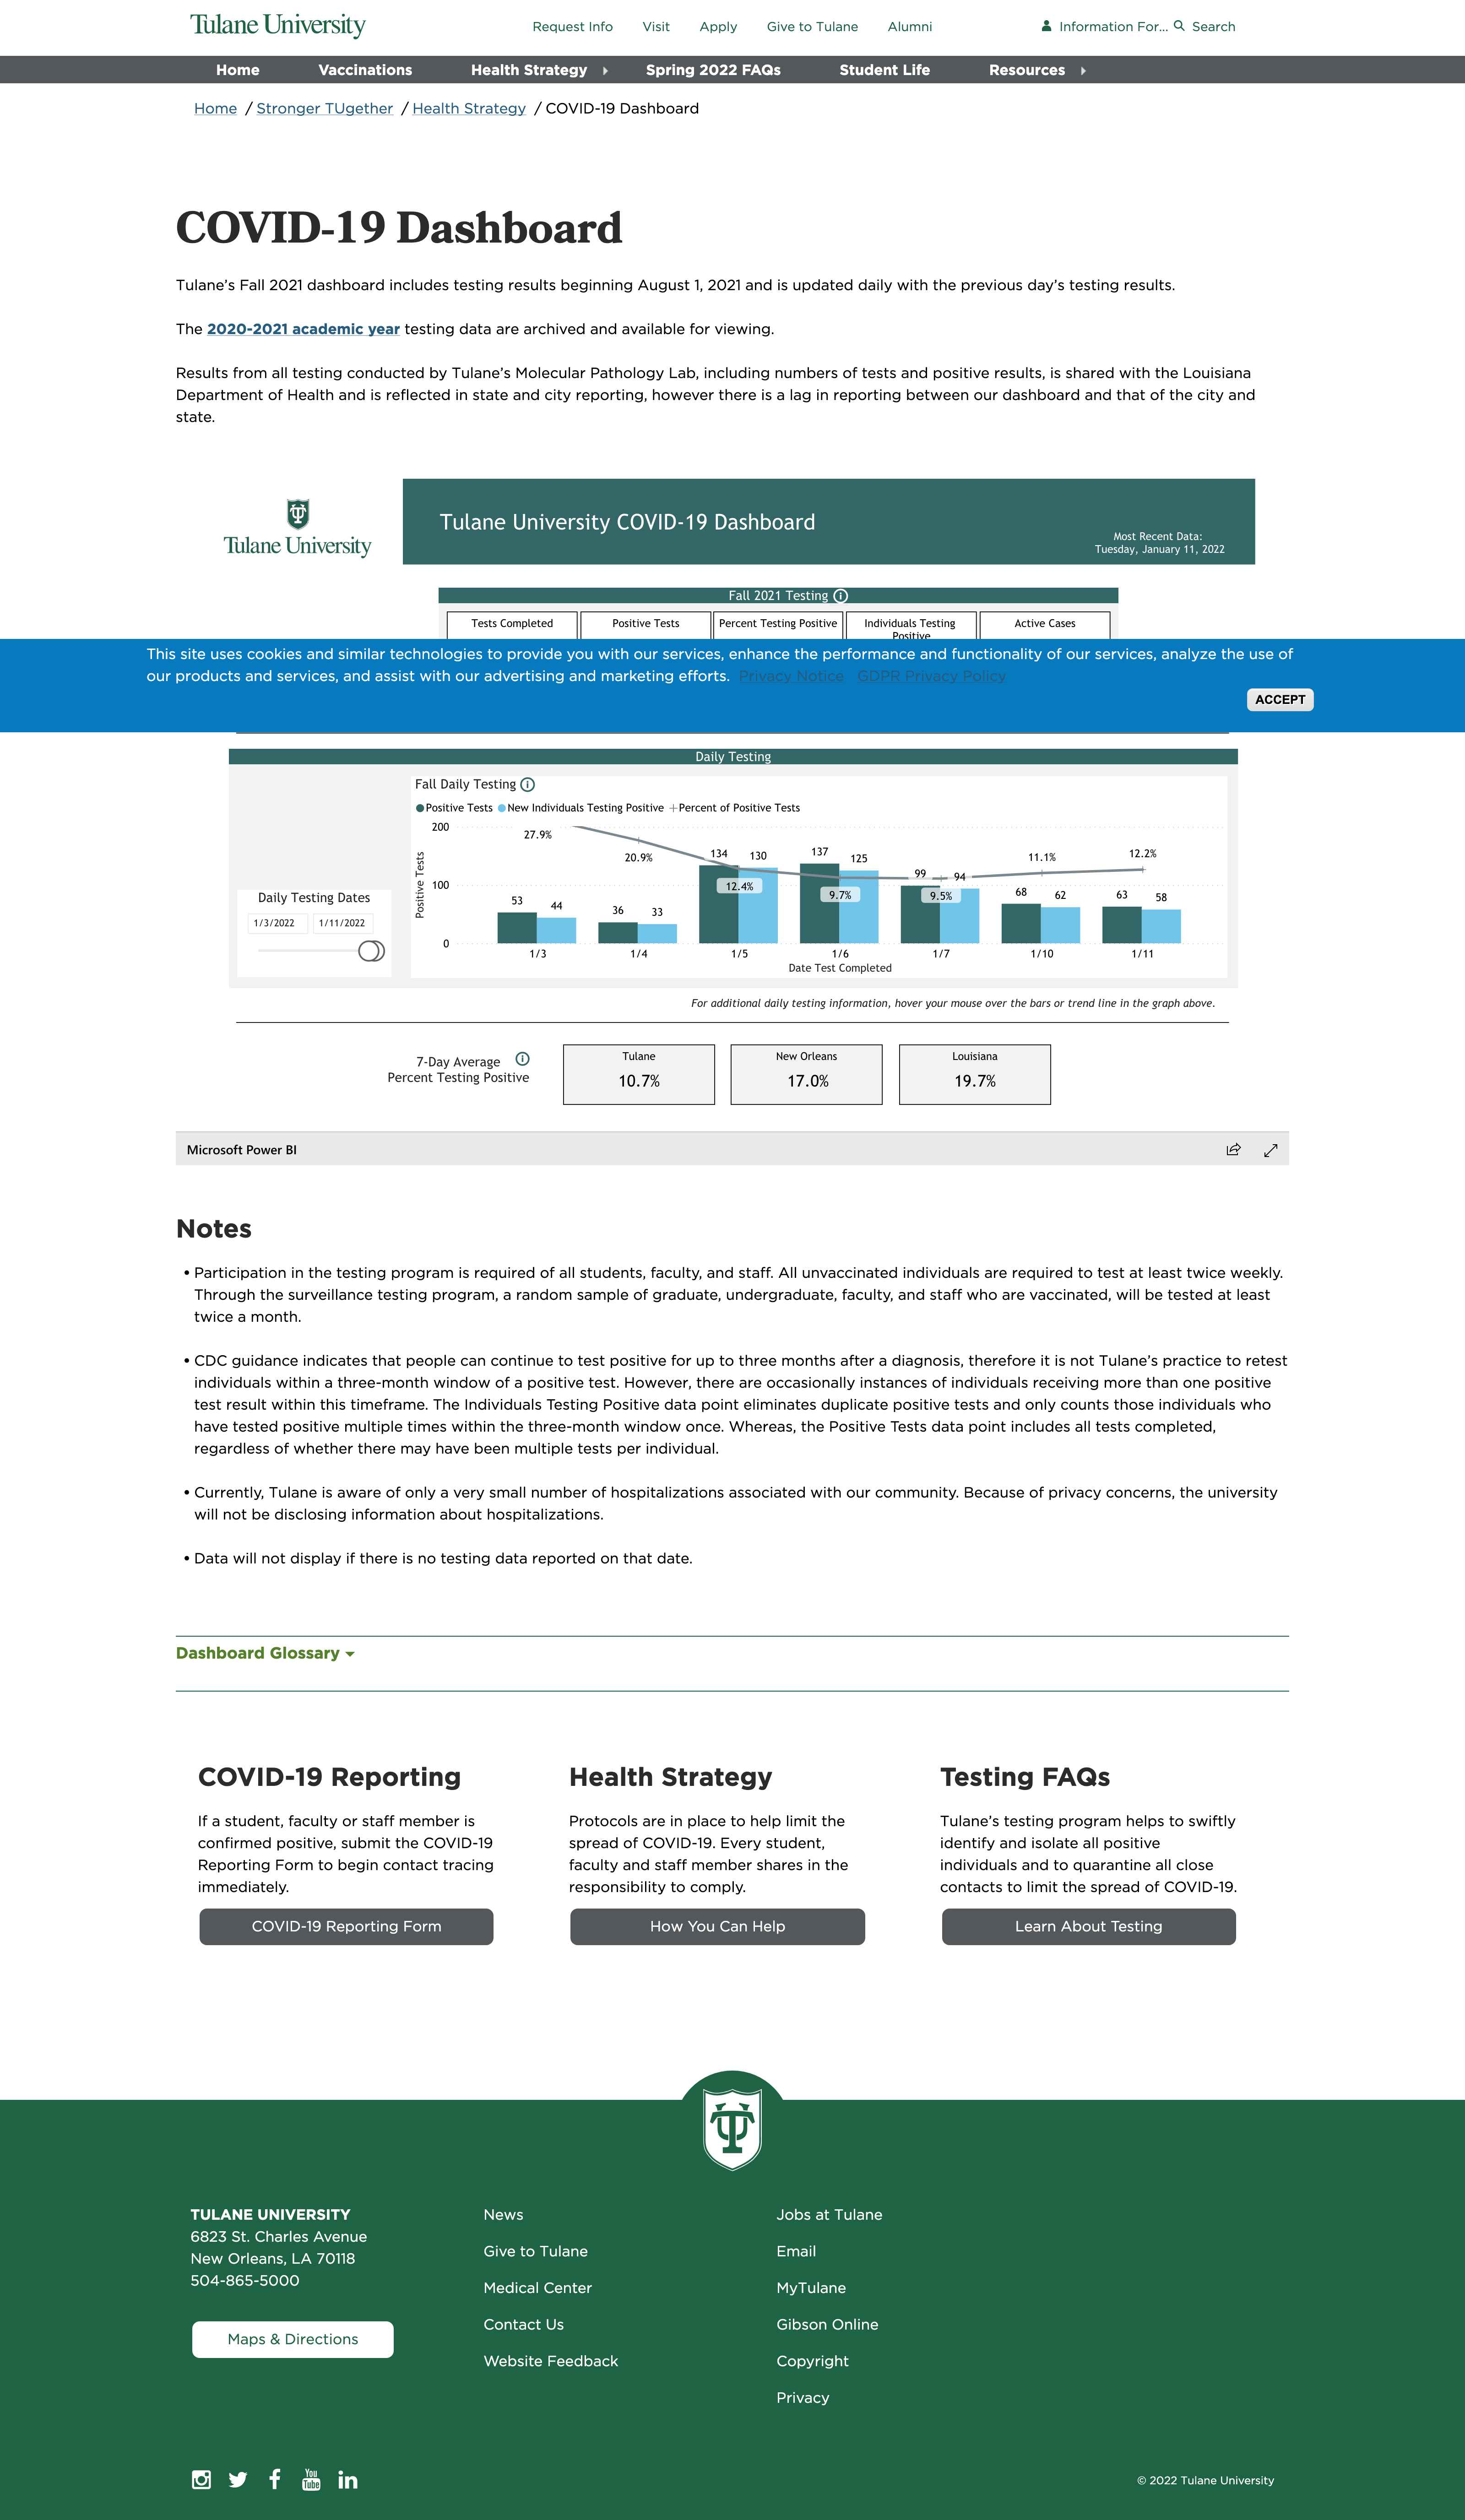 Tulane University
Request Info Visit Apply Give to Tulane Alumni Information For... Search
Home Vaccinations Health Strategy Spring 2022 FAQs Student Life Resources
Home / Stronger TUgether / Health Strategy / COVID-19 Dashboard
COVID-19 Dashboard
Tulane’s Fall 2021 dashboard includes testing results beginning August 1, 2021 and is updated daily with the previous day’s testing results.
The 2020-2021 academic year testing data are archived and available for viewing.
Results from all testing conducted by Tulane’s Molecular Pathology Lab, including numbers of tests and positive results, is shared with the Louisiana
Department of Health and is reflected in state and city reporting, however there is a lag in reporting between our dashboard and that of the city and
state.
Tulane University
Tulane University COVID-19 Dashboard
Most Recent Data:
Tuesday, January 11, 2022
Fall 2021 Testing
Tests Completed Positive Tests Percent Testing Positive Individuals Testing Positive Active Cases
This site uses cookies and similar technologies to provide you with our services, enhance the performance and functionality of our services, analyze the use of
our products and services, and assist with our advertising and marketing efforts. Privacy Notice GDPR Privacy Policy
ACCEPT
Daily Testing
Fall Daily Testing
Positive Tests New Individuals Testing Positive Percent of Positive Tests
200
27.9%
20.9%
134 130
137 125
11.1%
12.2%
Positive Tests
100
12.4%
9.7%
99 94
9.5%
53 44
36 33
68 62
63 58
0
1/3 1/4 1/5 1/6 1/7 1/10 1/11
Date Test Completed
Daily Testing Dates
1/3/2022 1/11/2022
For additional daily testing information, hover your mouse over the bars or trend line in the graph above.
7-Day Average
Percent Testing Positive
Tulane
10.7%
New Orleans
17.0%
Louisiana
19.7%
Microsoft Power BI
Notes
• Participation in the testing program is required of all students, faculty, and staff. All unvaccinated individuals are required to test at least twice weekly.
Through the surveillance testing program, a random sample of graduate, undergraduate, faculty, and staff who are vaccinated, will be tested at least
twice a month.
• CDC guidance indicates that people can continue to test positive for up to three months after a diagnosis, therefore it is not Tulane’s practice to retest
individuals within a three-month window of a positive test. However, there are occasionally instances of individuals receiving more than one positive
test result within this timeframe. The Individuals Testing Positive data point eliminates duplicate positive tests and only counts those individuals who
have tested positive multiple times within the three-month window once. Whereas, the Positive Tests data point includes all tests completed,
regardless of whether there may have been multiple tests per individual.
• Currently, Tulane is aware of only a very small number of hospitalizations associated with our community. Because of privacy concerns, the university
will not be disclosing information about hospitalizations.
• Data will not display if there is no testing data reported on that date.
Dashboard Glossary
COVID-19 Reporting
If a student, faculty or staff member is
confirmed positive, submit the COVID-19
Reporting Form to begin contact tracing
immediately.
COVID-19 Reporting Form
Health Strategy
Protocols are in place to help limit the
spread of COVID-19. Every student,
faculty and staff member shares in the
responsibility to comply.
How You Can Help
Testing FAQs
Tulane’s testing program helps to swiftly
identify and isolate all positive
individuals and to quarantine all close
contacts to limit the spread of COVID-19.
Learn About Testing
TULANE UNIVERSITY
6823 St. Charles Avenue
New Orleans, LA 70118
504-865-5000
Maps & Directions
News
Give to Tulane
Medical Center
Contact Us
Website Feedback
Jobs at Tulane
Email
MyTulane
Gibson Online
Copyright
Privacy
You
Tube
in
© 2022 Tulane University